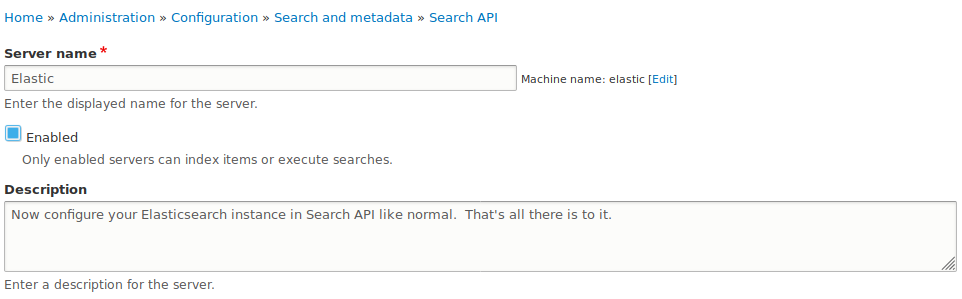 Home » Administration » Configuration » Search and metadata » Search API
Server name *
Elastic Machine name: elastic [Edit]
Enter the displayed name for the server.
Enabled
Only enabled servers can index items or execute searches.
Description
Now configure your Elasticsearch instance in Search API like normal.  That's all there is to it.
Enter a description for the server.